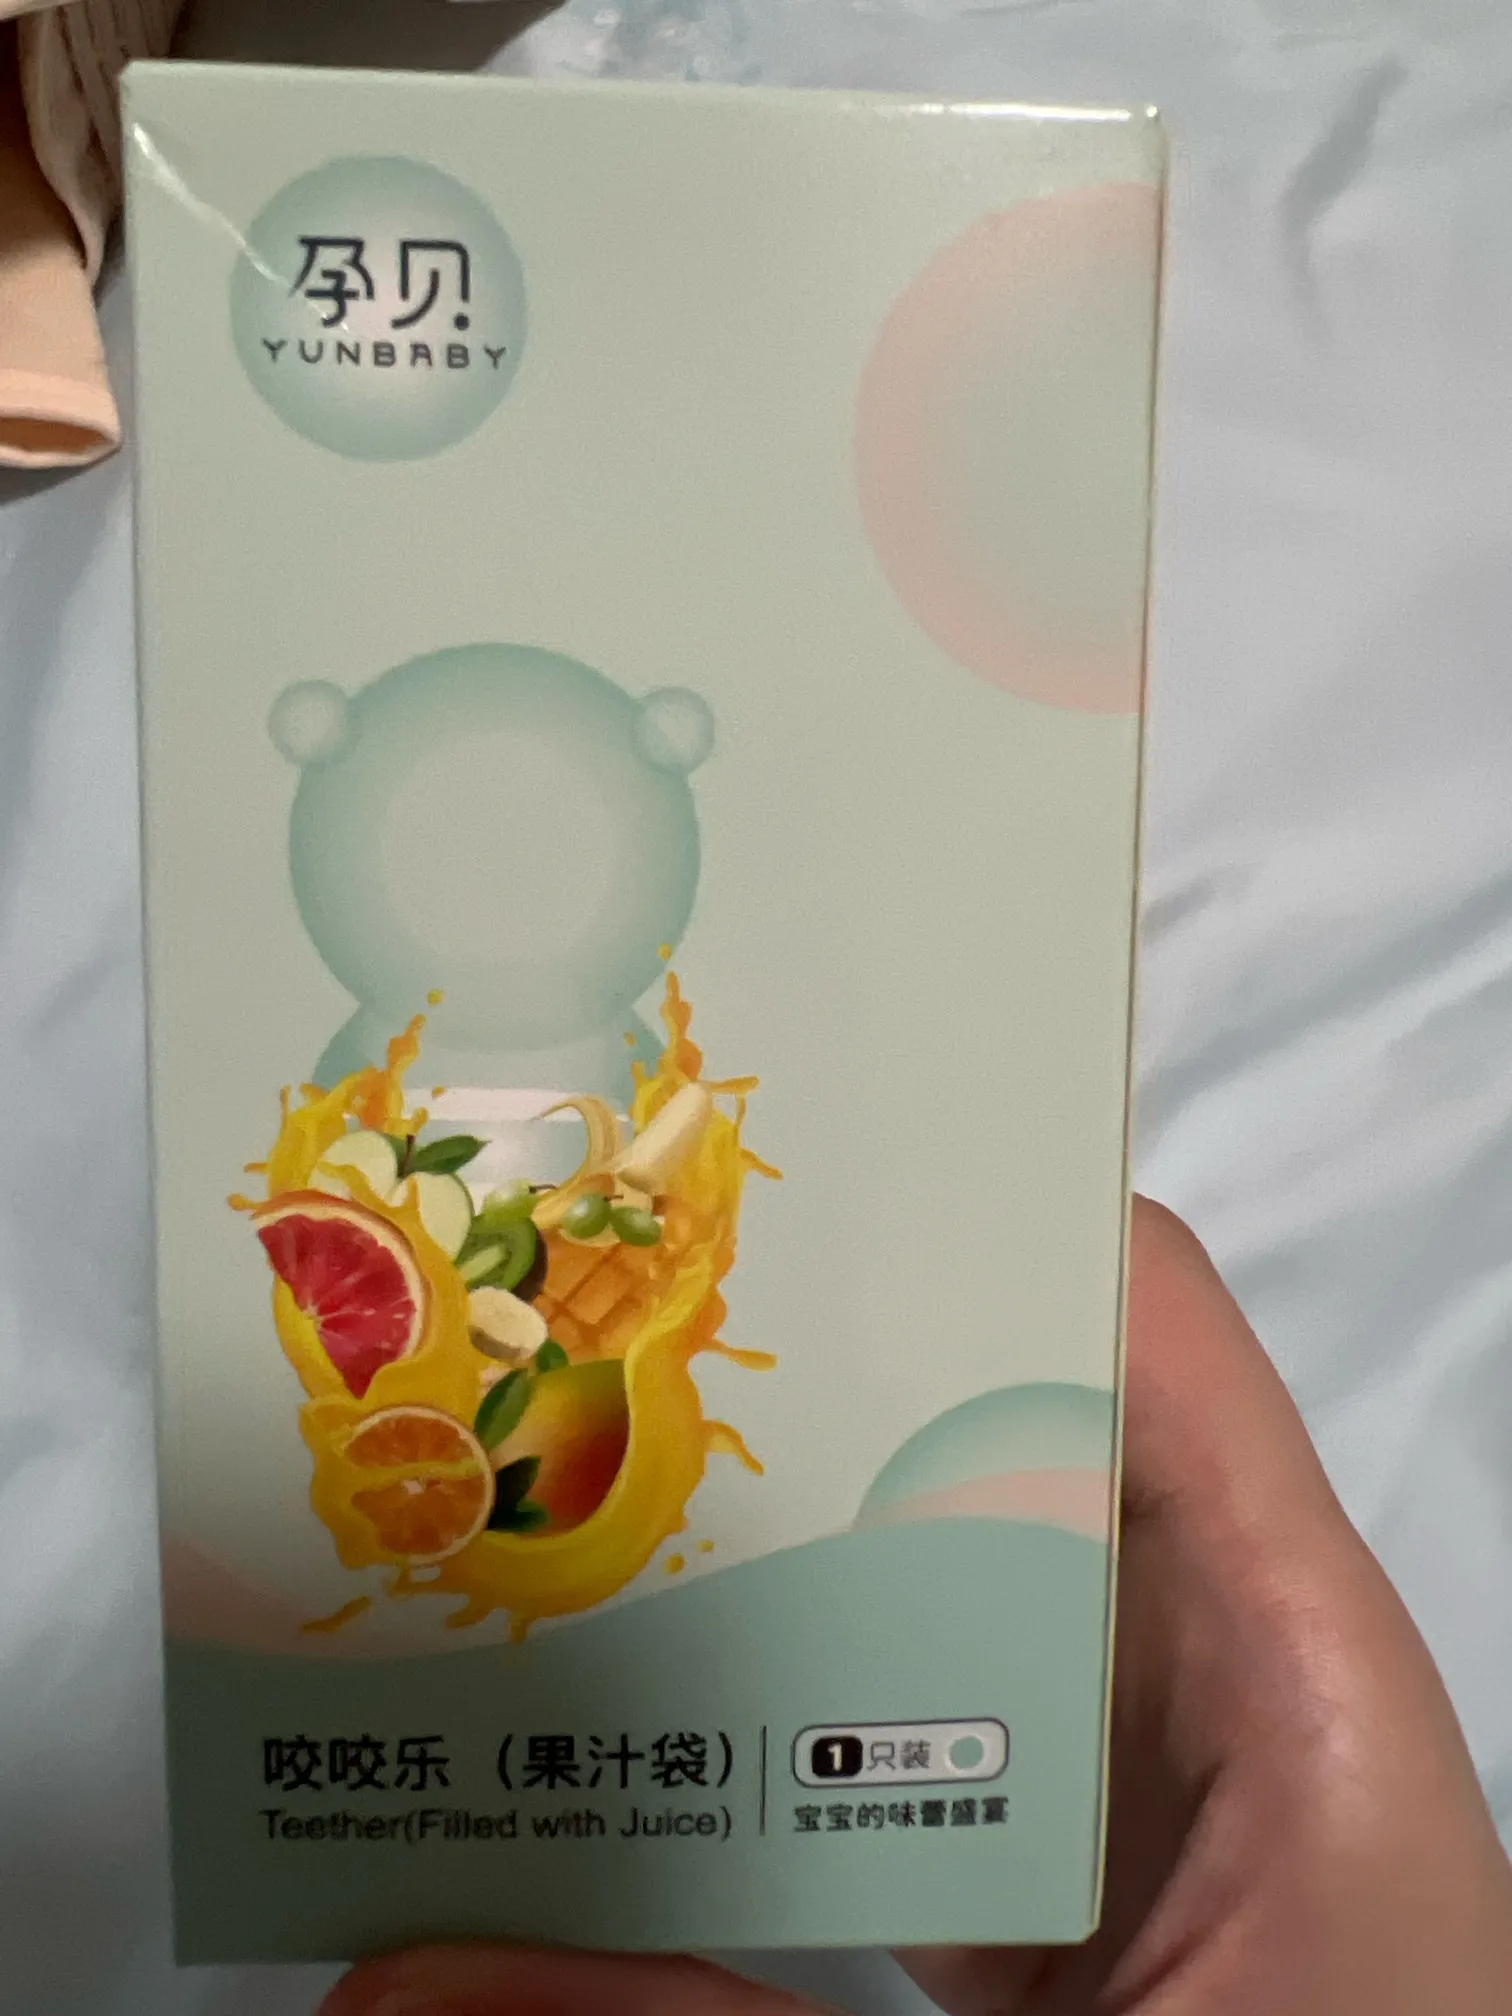 孕贝
YUNBABY
咬咬乐（果汁袋）
Teether(Filled with Juice)
1只装
宝宝的味蕾盛宴